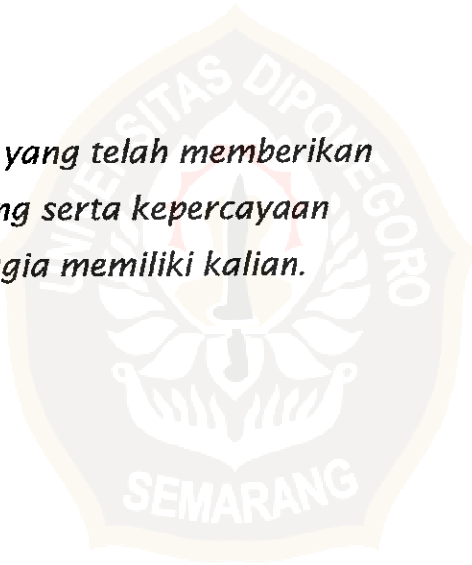 yang telah memberikan
ng serta kepercayaan
gia memiliki kalian.
UNIVERSITAS DIPONEGORO
SEMARANG